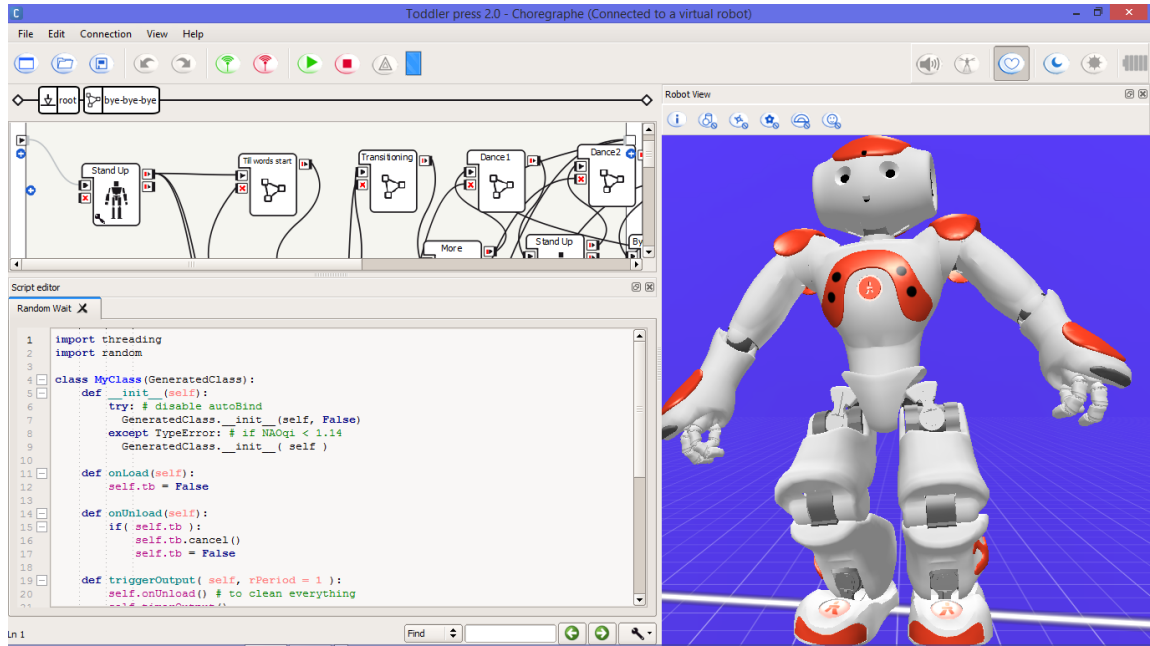 Toddler press 2.0 - Choregraphe (Connected to a virtual robot)
File Edit Connection View Help
root bye-bye-bye
Stand Up
Till words start
Transitioning
Dance1
Dance2
More
Stand Up
By
Robot View
Script editor
Random Wait
1 import threading
2 import random
3
4 class MyClass(GeneratedClass):
5 def __init__(self):
6 try: # disable autoBind
7 GeneratedClass.__init__(self, False)
8 except TypeError: # if NAOqi < 1.14
9 GeneratedClass.__init__( self )
10
11 def onLoad(self):
12 self.tb = False
13
14 def onUnload(self):
15 if( self.tb ):
16 self.tb.cancel()
17 self.tb = False
18
19 def triggerOutput( self, rPeriod = 1 ):
20 self.onUnload() # to clean everything
Ln 1
Find